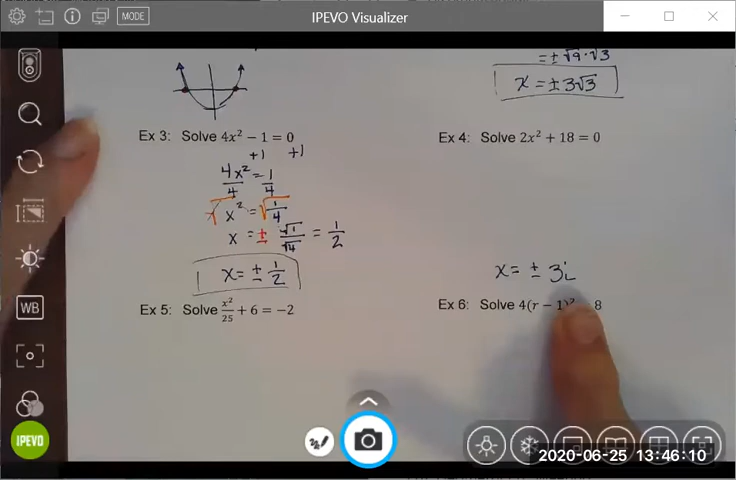 IPEVO Visualizer
MODE
= ± √9 · √3
x = ± 3√3
Ex 3: Solve 4x² − 1 = 0
+1 +1
4x² = 1
4 4
√x² = √1/4
x = ± √1/√4 = 1/2
x = ± 1/2
Ex 4: Solve 2x² + 18 = 0
x = ± 3i
Ex 5: Solve x²/25 + 6 = −2
Ex 6: Solve 4(r − 1)² 8
WB
IPEVO
2020-06-25 13:46:10